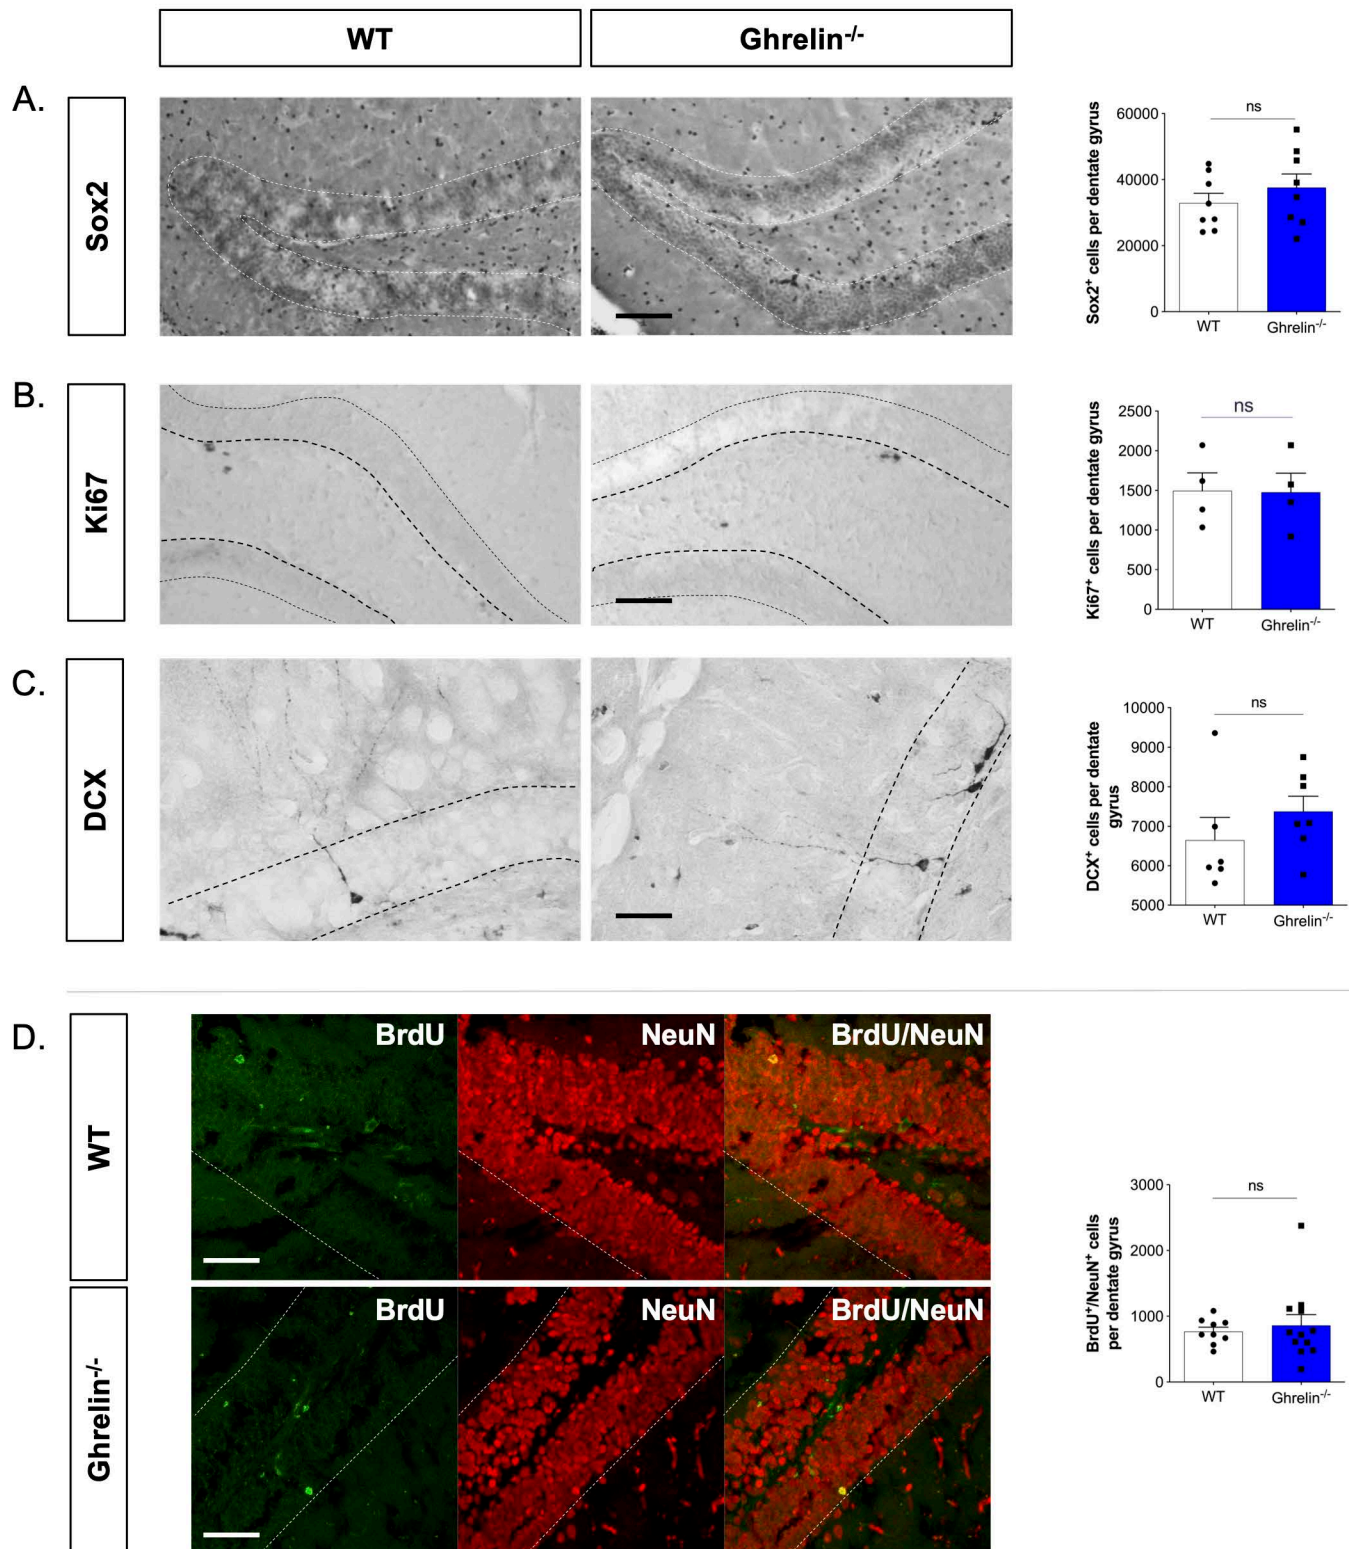 WT
Ghrelin-/-
A.
Sox2
Sox2+ cells per dentate gyrus
60000
40000
20000
0
ns
WT
Ghrelin-/-
B.
Ki67
Ki67+ cells per dentate gyrus
2500
2000
1500
1000
500
0
ns
WT
Ghrelin-/-
C.
DCX
DCX+ cells per dentate
gyrus
10000
9000
8000
7000
6000
5000
ns
WT
Ghrelin-/-
D.
WT
BrdU
NeuN
BrdU/NeuN
Ghrelin-/-
BrdU
NeuN
BrdU/NeuN
BrdU+/NeuN+ cells
per dentate gyrus
3000
2000
1000
0
ns
WT
Ghrelin-/-